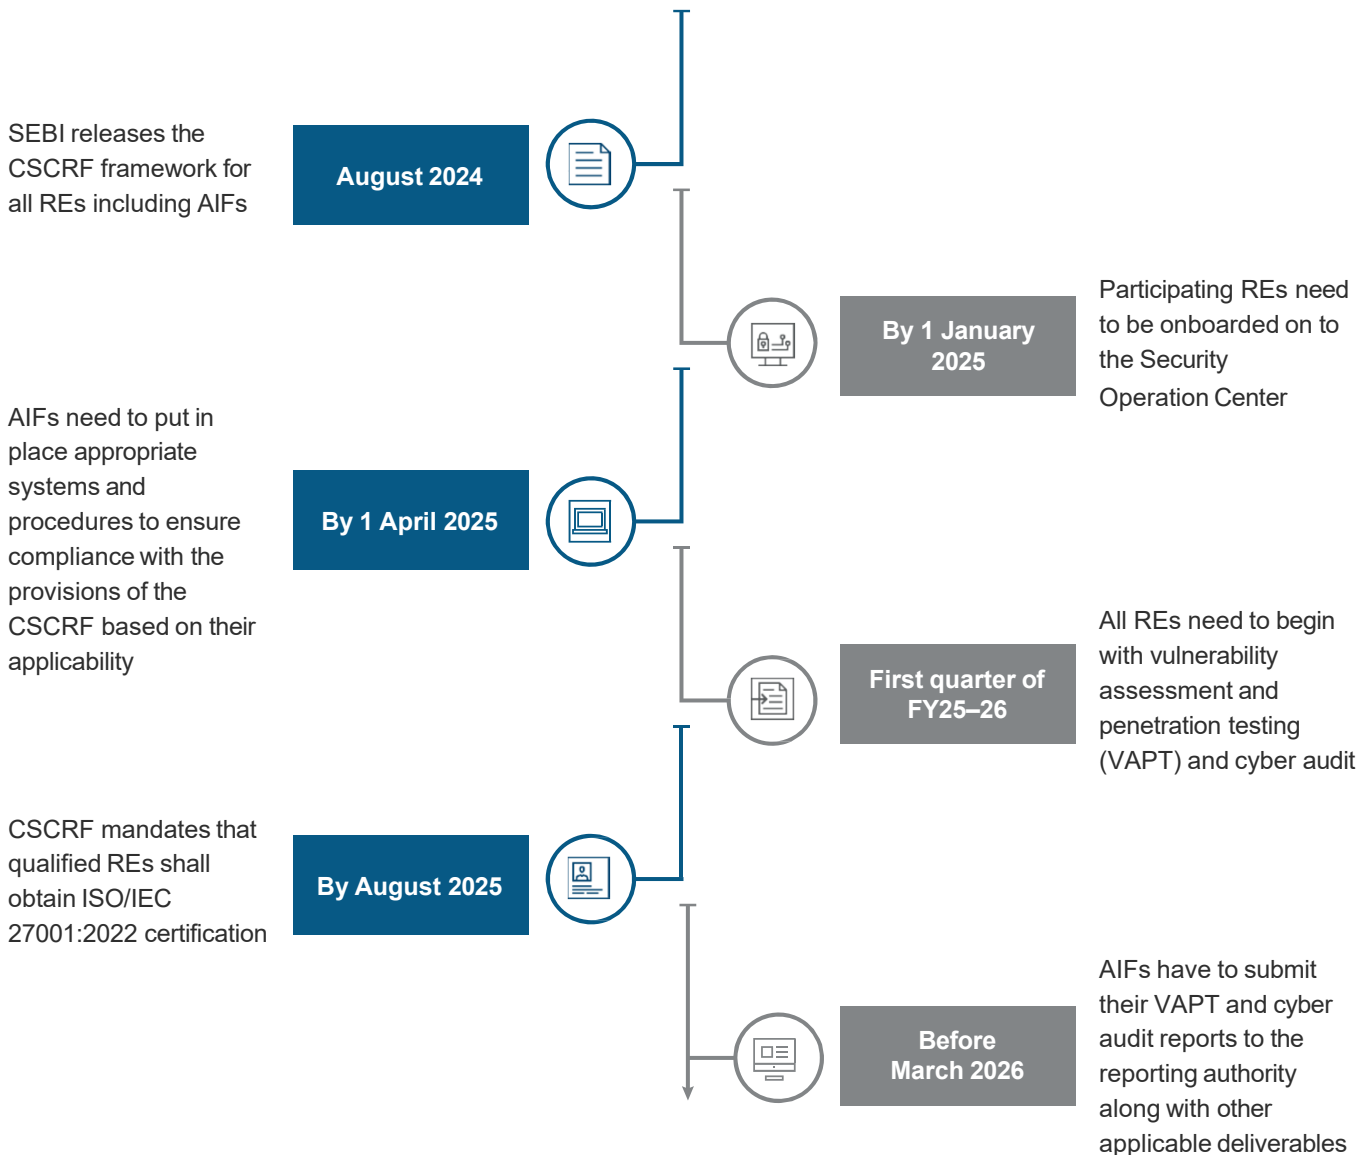 SEBI releases the
CSCRF framework for
all REs including AIFs
August 2024
By 1 January
2025
Participating REs need
to be onboarded on to
the Security
Operation Center
AIFs need to put in
place appropriate
systems and
procedures to ensure
compliance with the
provisions of the
CSCRF based on their
applicability
By 1 April 2025
First quarter of
FY25–26
All REs need to begin
with vulnerability
assessment and
penetration testing
(VAPT) and cyber audit
CSCRF mandates that
qualified REs shall
obtain ISO/IEC
27001:2022 certification
By August 2025
Before
March 2026
AIFs have to submit
their VAPT and cyber
audit reports to the
reporting authority
along with other
applicable deliverables